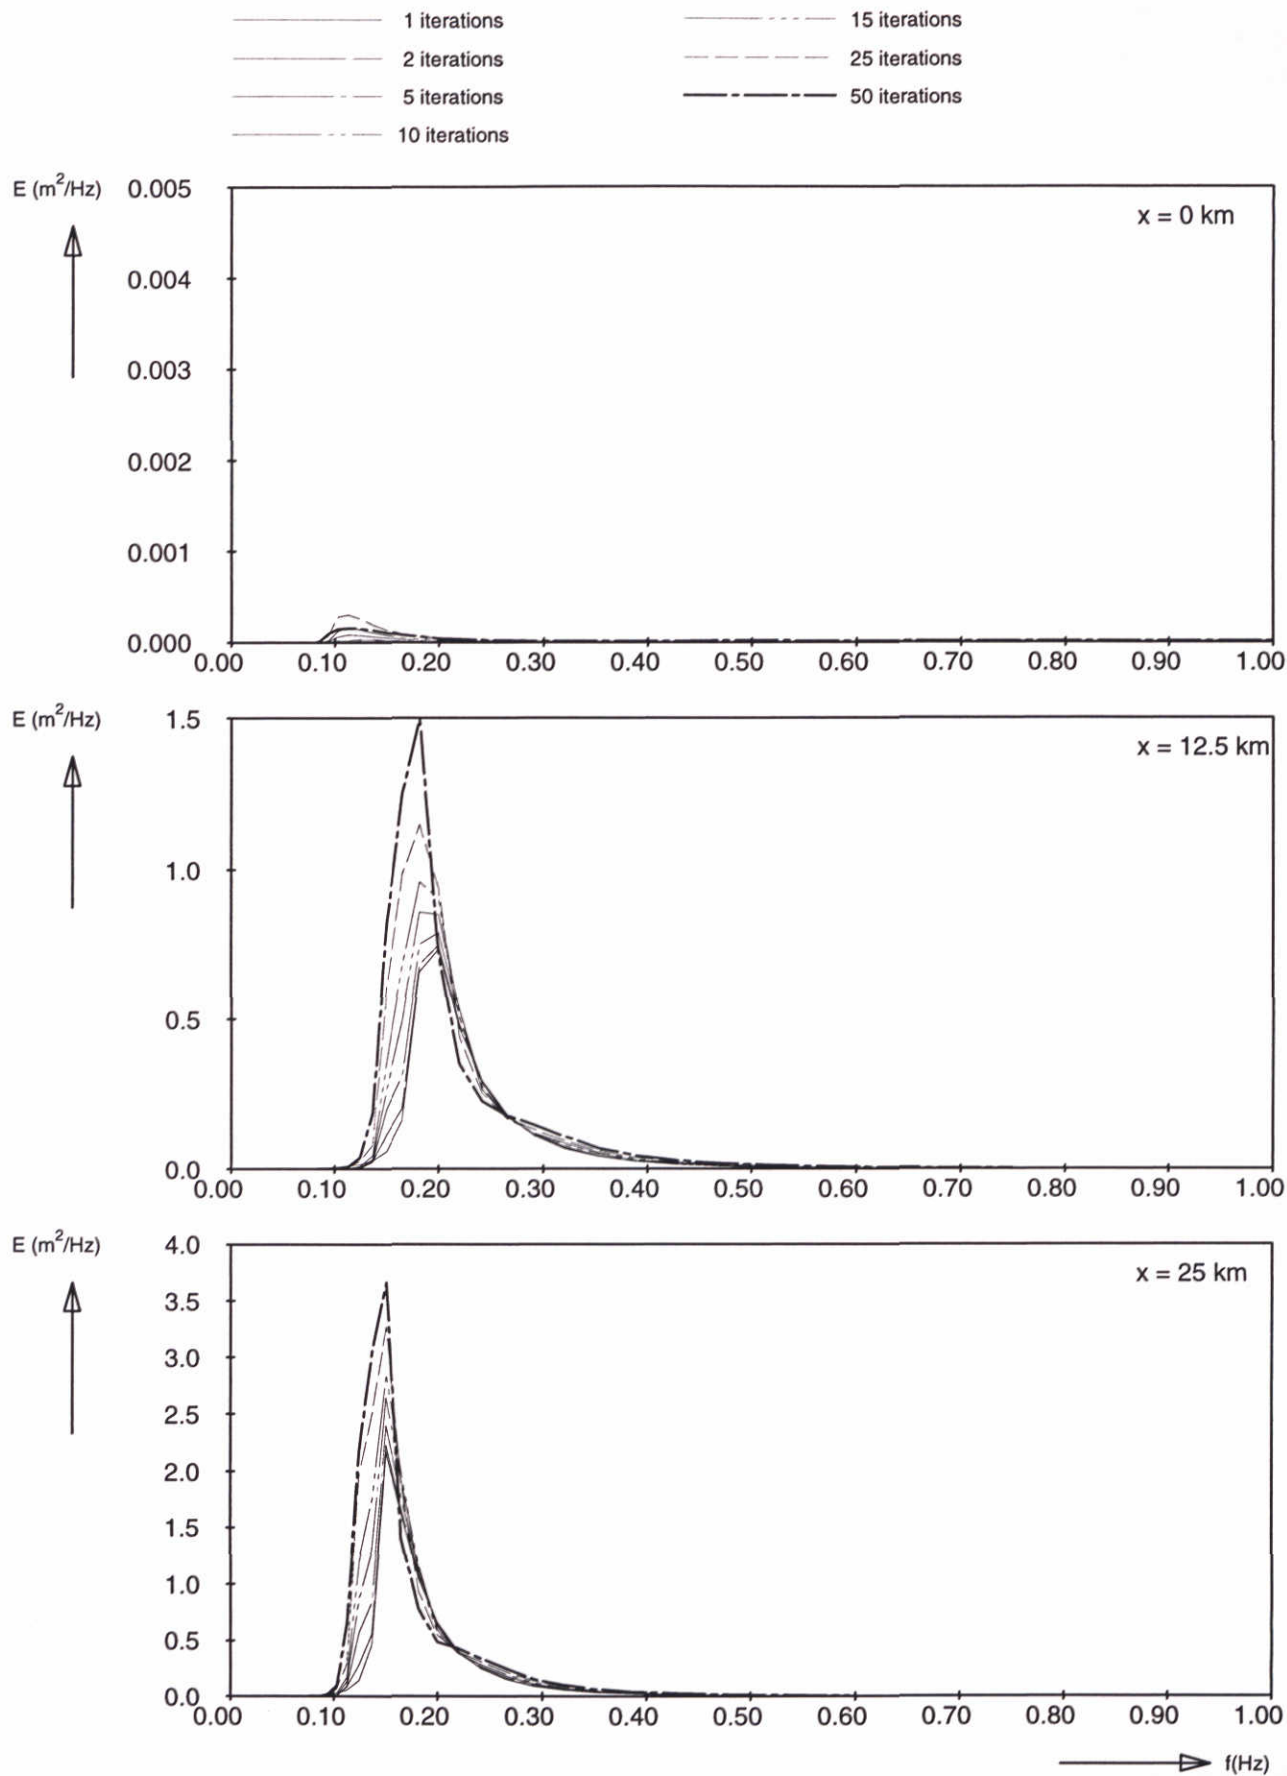 1 iterations
15 iterations
2 iterations
25 iterations
5 iterations
50 iterations
10 iterations
E (m²/Hz)
0.005
x = 0 km
0.004
0.003
0.002
0.001
0.000
0.00 0.10 0.20 0.30 0.40 0.50 0.60 0.70 0.80 0.90 1.00
E (m²/Hz)
1.5
x = 12.5 km
1.0
0.5
0.0
0.00 0.10 0.20 0.30 0.40 0.50 0.60 0.70 0.80 0.90 1.00
E (m²/Hz)
4.0
x = 25 km
3.5
3.0
2.5
2.0
1.5
1.0
0.5
0.0
0.00 0.10 0.20 0.30 0.40 0.50 0.60 0.70 0.80 0.90 1.00
f(Hz)